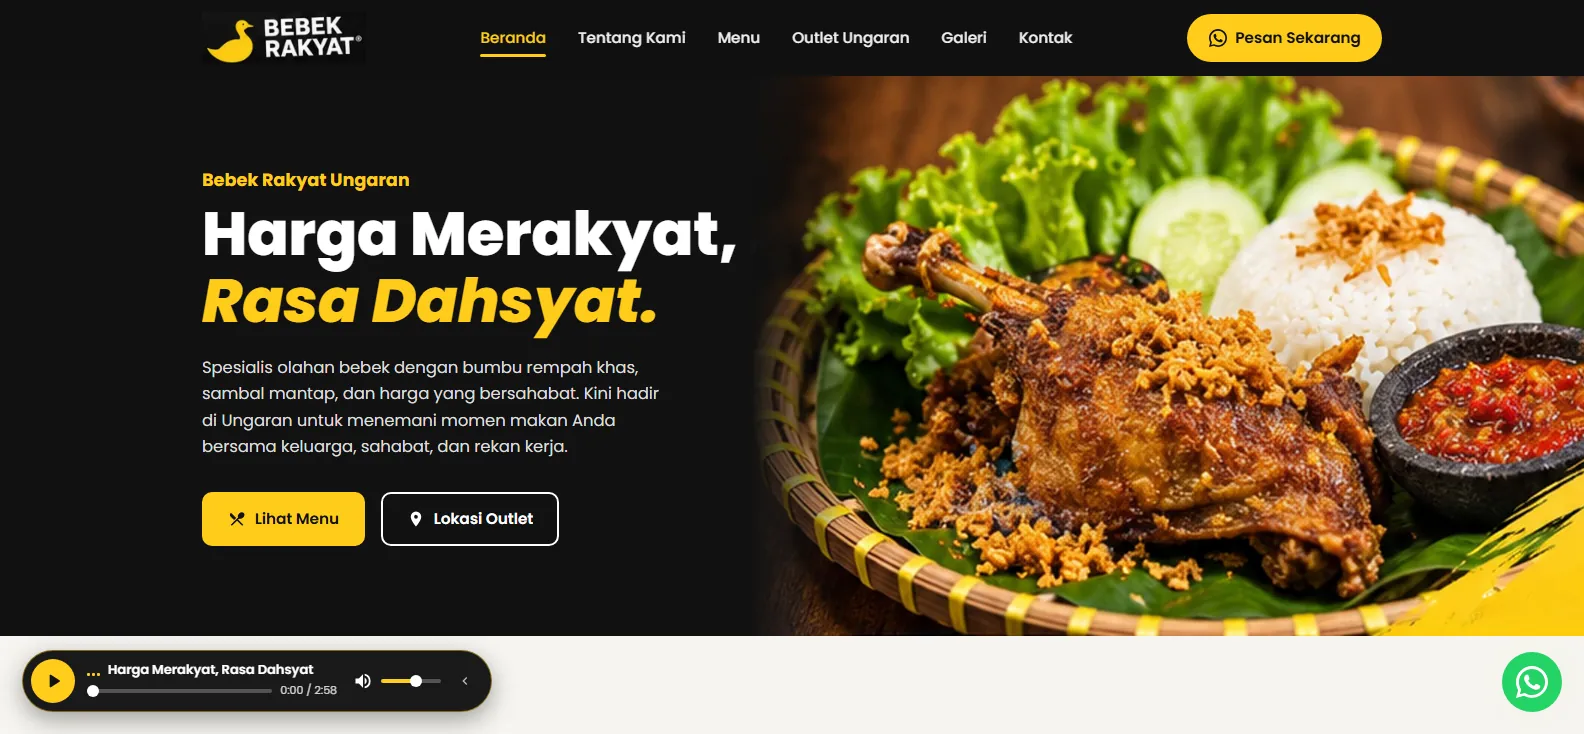 BEBEK
RAKYAT®
Beranda
Tentang Kami
Menu
Outlet Ungaran
Galeri
Kontak
Pesan Sekarang
Bebek Rakyat Ungaran
Harga Merakyat,
Rasa Dahsyat.
Spesialis olahan bebek dengan bumbu rempah khas,
sambal mantap, dan harga yang bersahabat. Kini hadir
di Ungaran untuk menemani momen makan Anda
bersama keluarga, sahabat, dan rekan kerja.
Lihat Menu
Lokasi Outlet
Harga Merakyat, Rasa Dahsyat
0:00 / 2:58